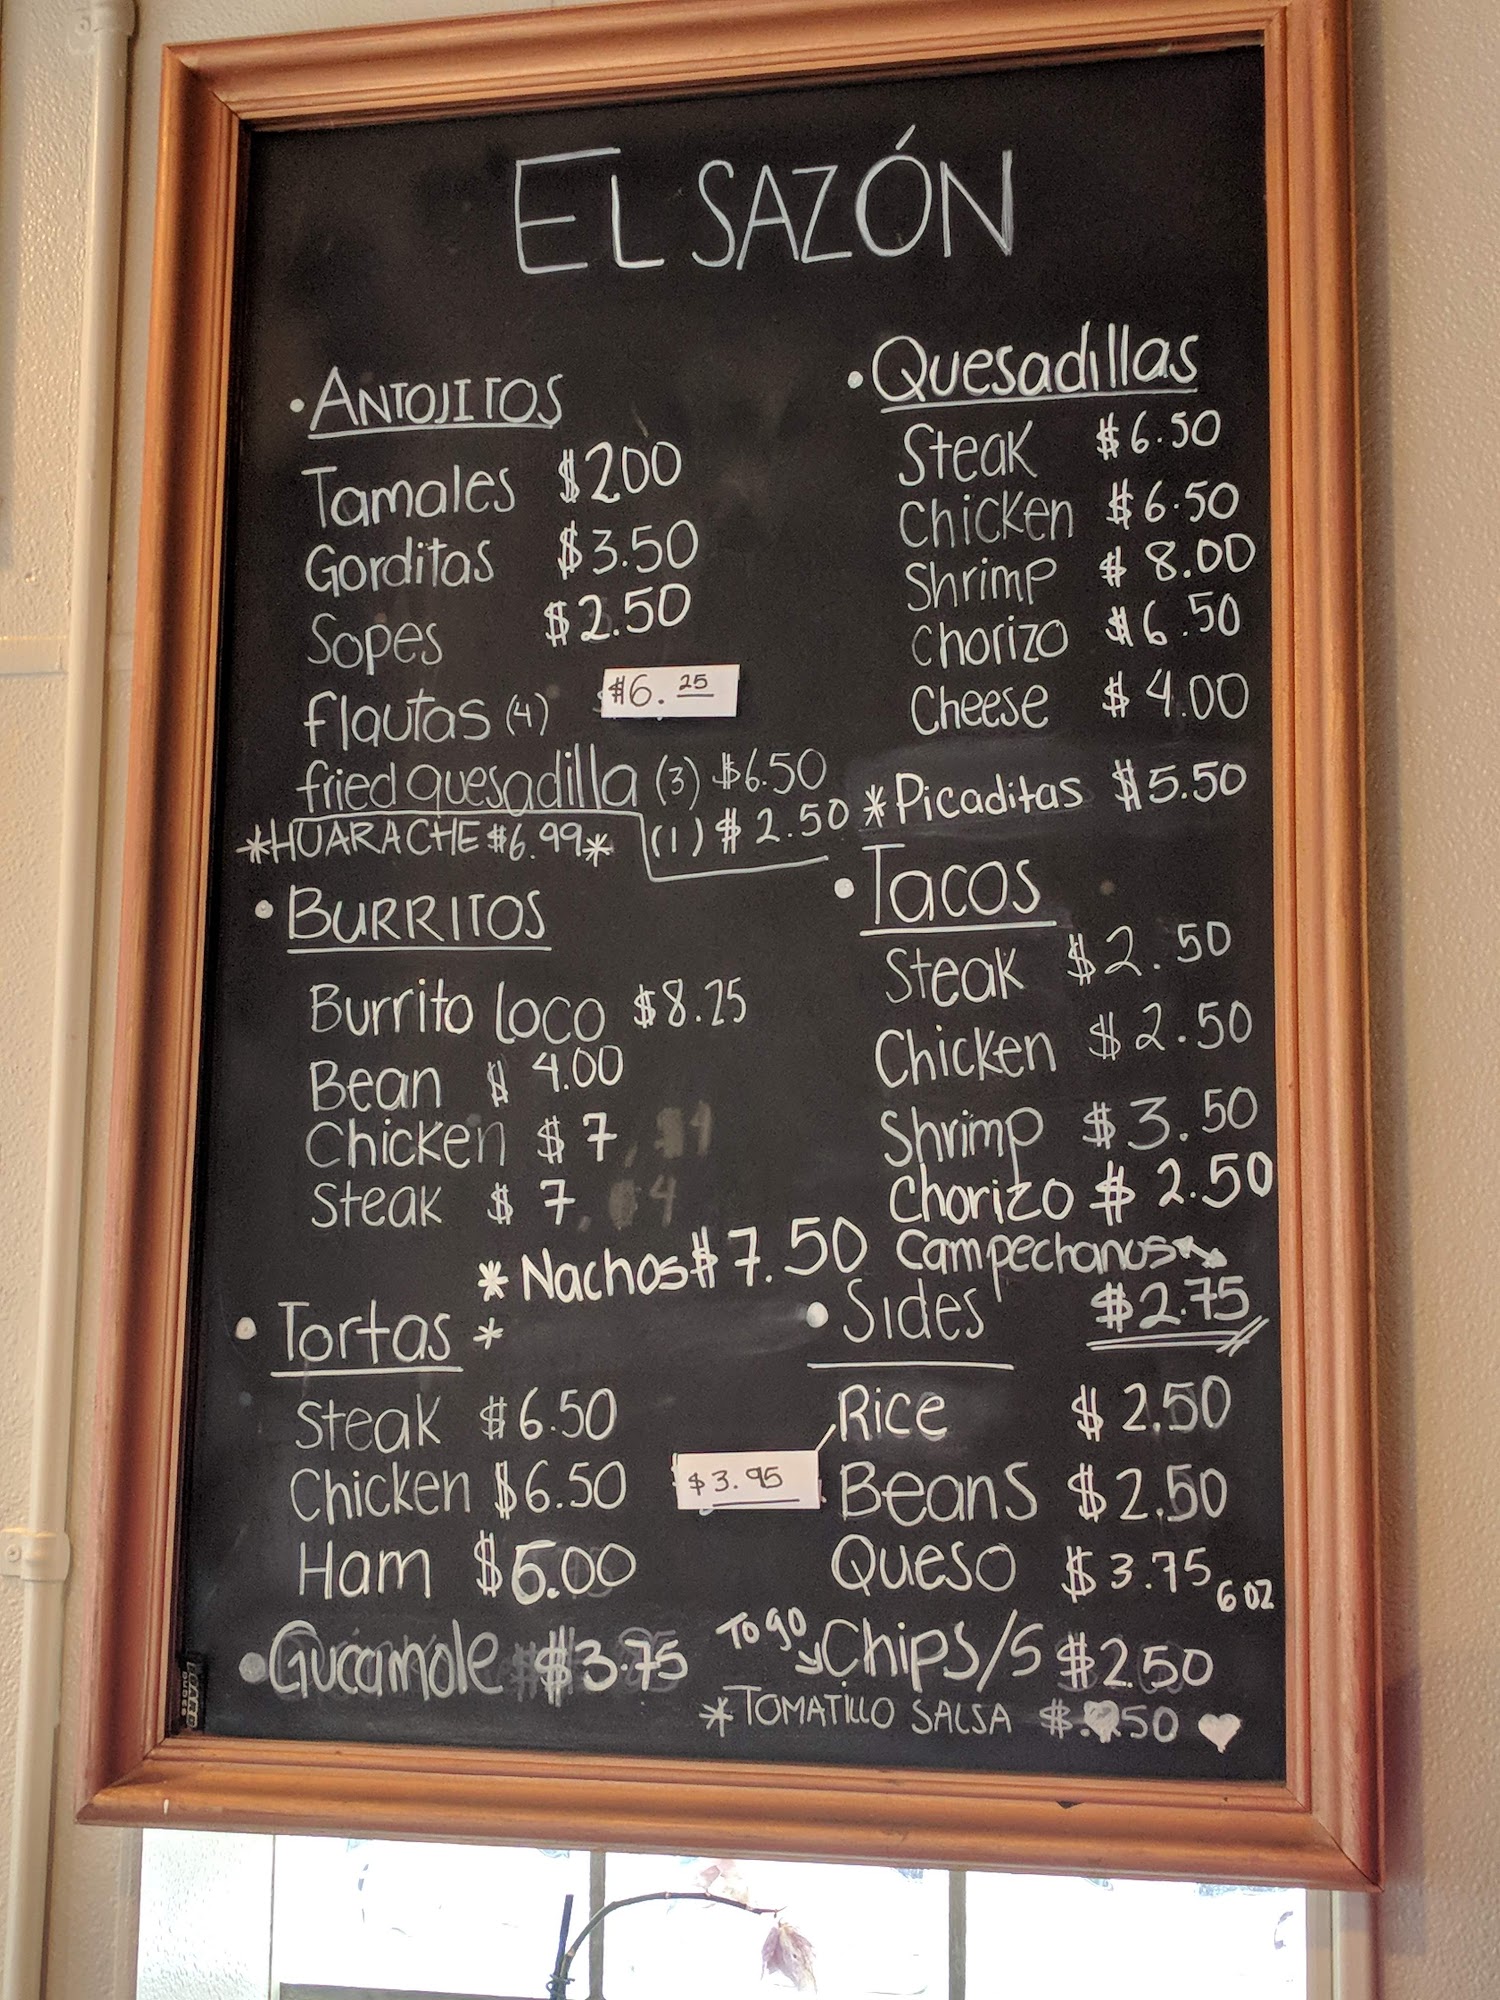 EL SAZÓN
• ANTOJITOS
Tamales $200
Gorditas $3.50
Sopes $2.50
flautas (4) $6.25
fried quesadilla (3) $6.50
(1) $2.50
*HUARACHE $6.99*
• BURRITOS
Burrito loco $8.25
Bean $4.00
Chicken $7
Steak $7
*Nachos $7.50
• Tortas *
Steak $6.50
Chicken $6.50
Ham $5.00
• Gucamole $3.75
• Quesadillas
Steak $6.50
Chicken $6.50
Shrimp $8.00
Chorizo $6.50
Cheese $4.00
*Picaditas $5.50
• Tacos
Steak $2.50
Chicken $2.50
Shrimp $3.50
Chorizo $2.50
Campechanos
$2.75
• Sides
Rice $2.50
$3.95
Beans $2.50
Queso $3.75 6 oz
To go Chips/S $2.50
*TOMATILLO SALSA $.50